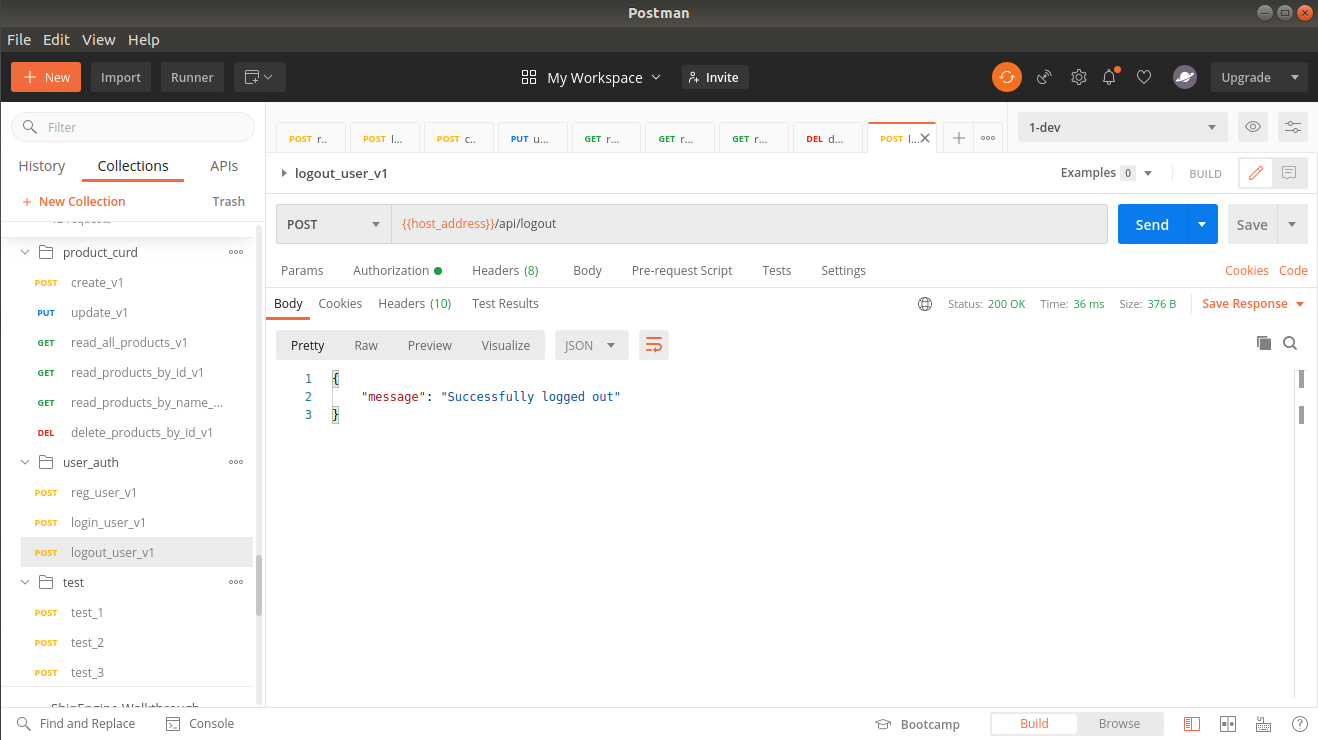 Postman
File Edit View Help
+ New Import Runner My Workspace Invite Upgrade
Filter
History Collections APIs
+ New Collection Trash
requests
product_curd
POST create_v1
PUT update_v1
GET read_all_products_v1
GET read_products_by_id_v1
GET read_products_by_name_...
DEL delete_products_by_id_v1
user_auth
POST reg_user_v1
POST login_user_v1
POST logout_user_v1
test
POST test_1
POST test_2
POST test_3
ShipEngine Walkthrough
POST r.. POST l... POST c.. PUT u... GET r... GET r... GET r... DEL d... POST l... 1-dev
logout_user_v1 Examples 0 BUILD
POST {{host_address}}/api/logout Send Save
Params Authorization Headers (8) Body Pre-request Script Tests Settings Cookies Code
Body Cookies Headers (10) Test Results Status: 200 OK Time: 36 ms Size: 376 B Save Response
Pretty Raw Preview Visualize JSON
1 {
2 "message": "Successfully logged out"
3 }
Find and Replace Console Bootcamp Build Browse